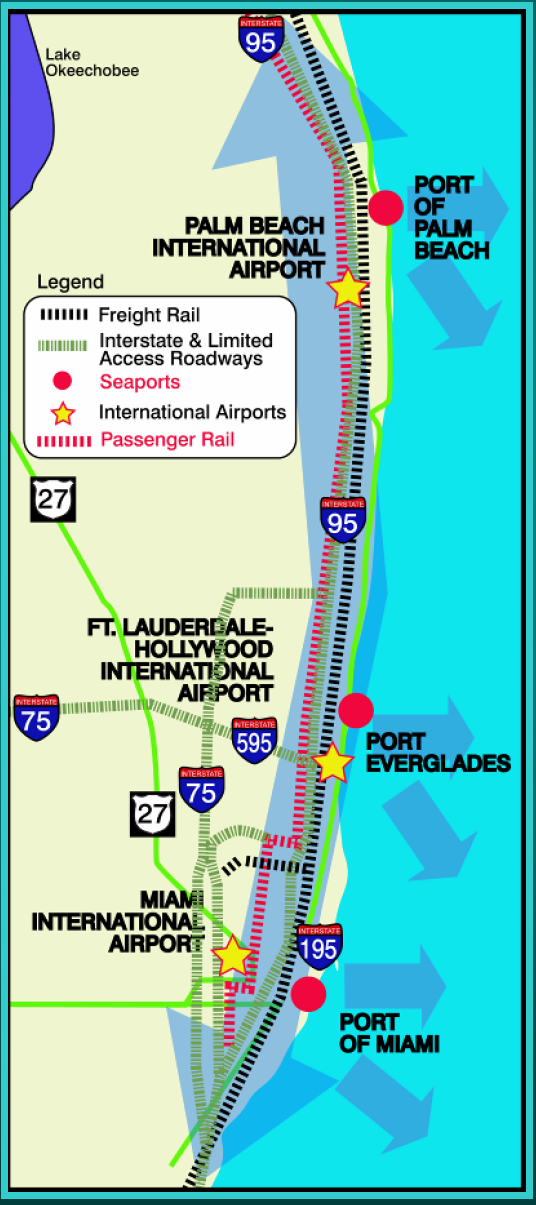 INTERSTATE
95
Lake
Okeechobee
PORT
OF
PALM
BEACH
PALM BEACH
INTERNATIONAL
AIRPORT
Legend
Freight Rail
Interstate & Limited
Access Roadways
Seaports
International Airports
Passenger Rail
27
INTERSTATE
95
FT. LAUDERDALE-
HOLLYWOOD
INTERNATIONAL
AIRPORT
INTERSTATE
75
INTERSTATE
595
PORT
EVERGLADES
INTERSTATE
75
27
MIAMI
INTERNATIONAL
AIRPORT
INTERSTATE
195
PORT
OF MIAMI